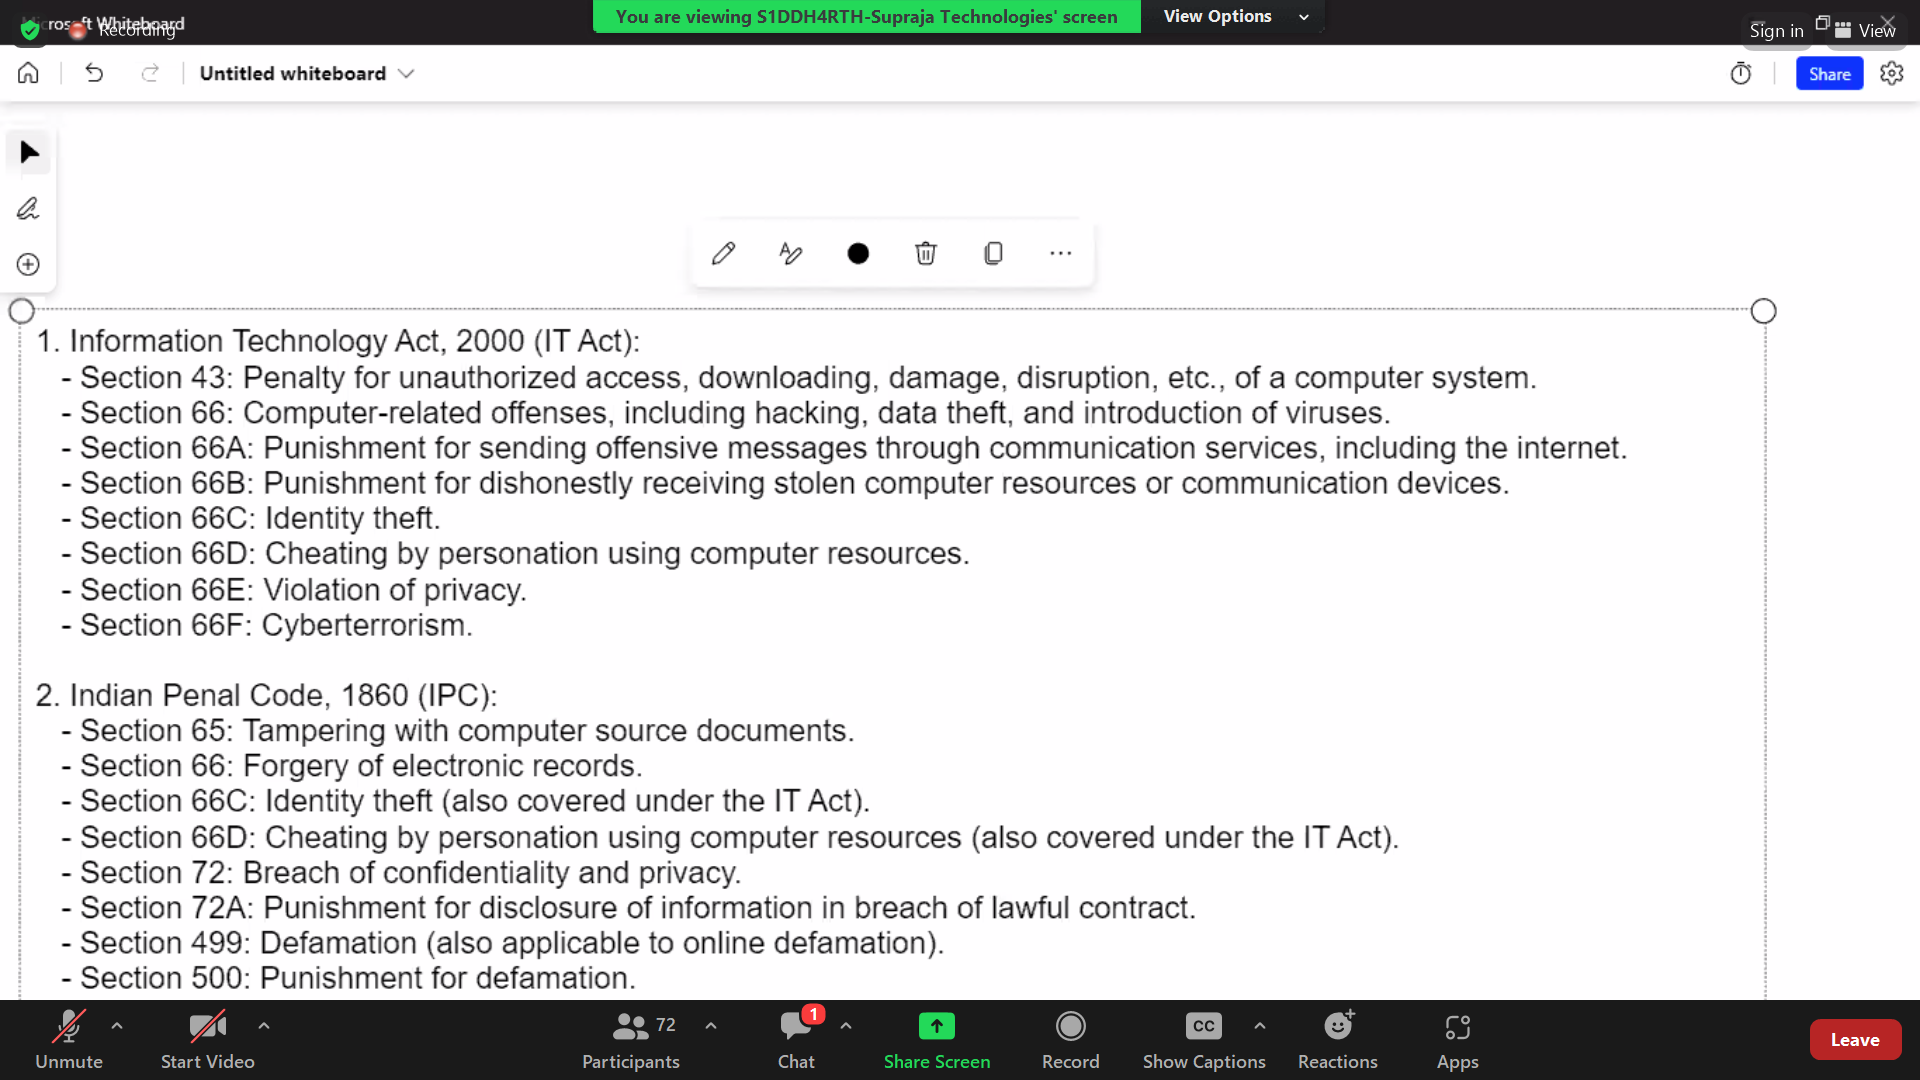 Microsoft Whiteboard
Recording
You are viewing S1DDH4RTH-Supraja Technologies' screen
View Options
Sign in
View
Untitled whiteboard
Share
1. Information Technology Act, 2000 (IT Act):
- Section 43: Penalty for unauthorized access, downloading, damage, disruption, etc., of a computer system.
- Section 66: Computer-related offenses, including hacking, data theft, and introduction of viruses.
- Section 66A: Punishment for sending offensive messages through communication services, including the internet.
- Section 66B: Punishment for dishonestly receiving stolen computer resources or communication devices.
- Section 66C: Identity theft.
- Section 66D: Cheating by personation using computer resources.
- Section 66E: Violation of privacy.
- Section 66F: Cyberterrorism.
2. Indian Penal Code, 1860 (IPC):
- Section 65: Tampering with computer source documents.
- Section 66: Forgery of electronic records.
- Section 66C: Identity theft (also covered under the IT Act).
- Section 66D: Cheating by personation using computer resources (also covered under the IT Act).
- Section 72: Breach of confidentiality and privacy.
- Section 72A: Punishment for disclosure of information in breach of lawful contract.
- Section 499: Defamation (also applicable to online defamation).
- Section 500: Punishment for defamation.
Unmute
Start Video
72
Participants
1
Chat
Share Screen
Record
CC
Show Captions
Reactions
Apps
Leave